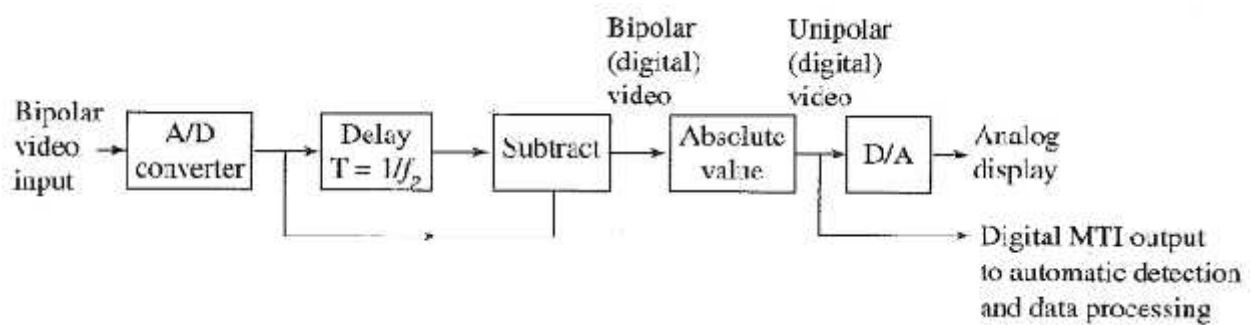 Bipolar
(digital)
video
Unipolar
(digital)
video
Bipolar
video
input
A/D
converter
Delay
T = 1/f₂
Subtract
Absolute
value
D/A
Analog
display
Digital MTI output
to automatic detection
and data processing